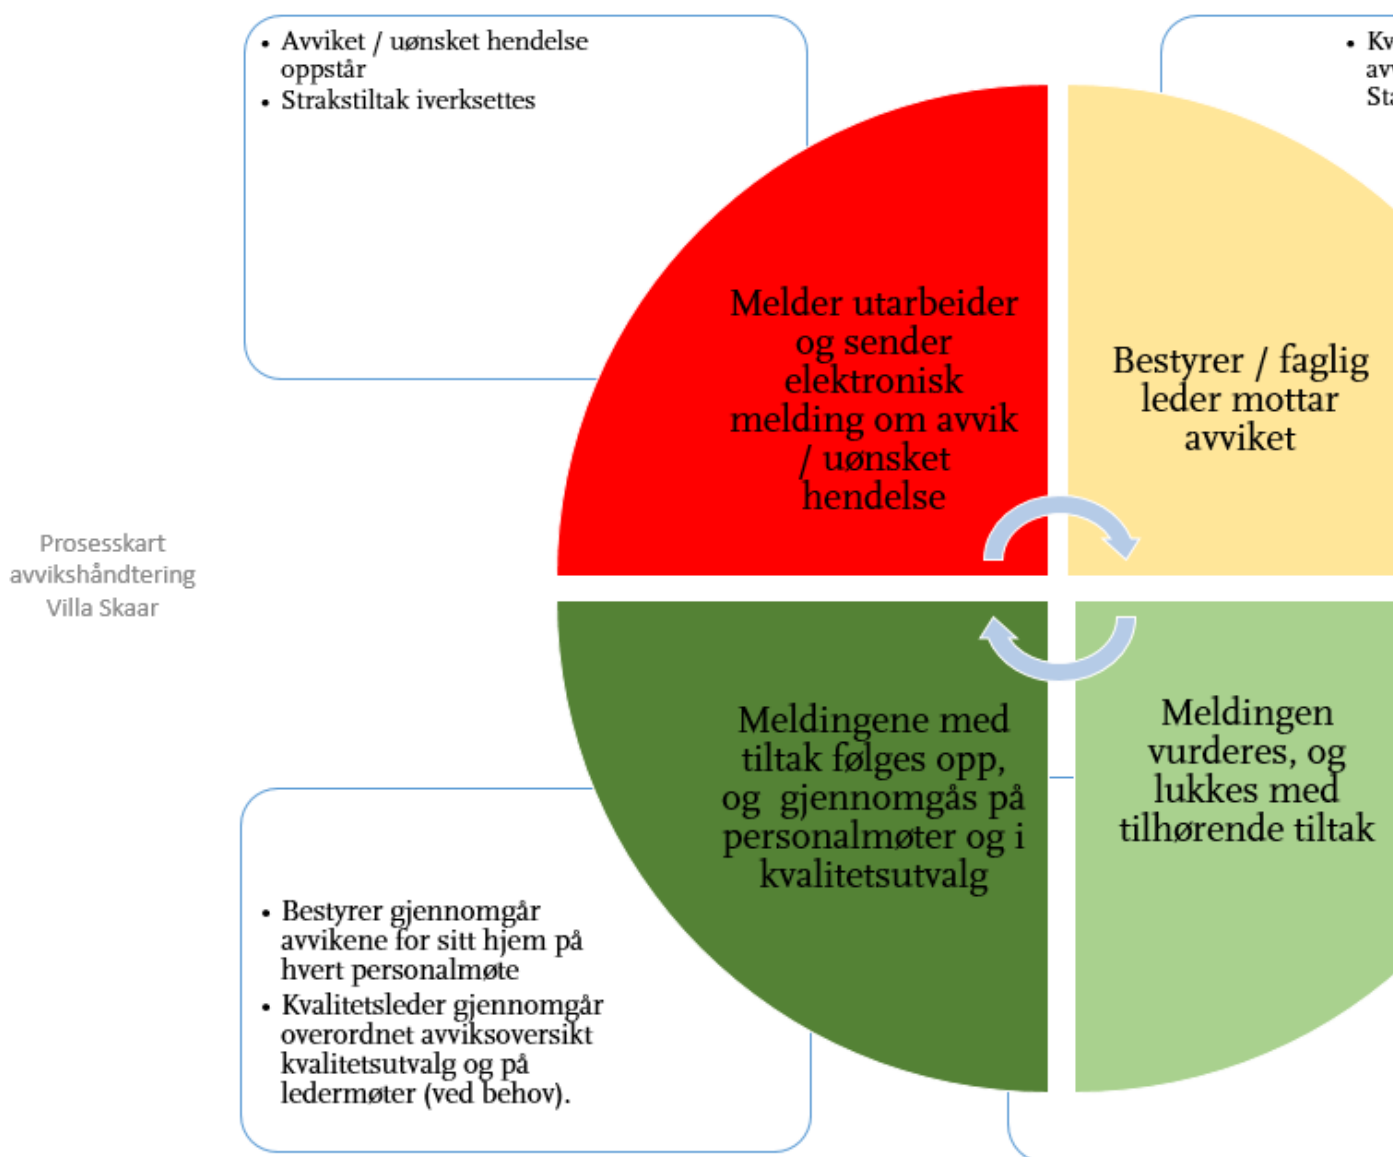 • Avviket / uønsket hendelse
oppstår
• Strakstiltak iverksettes
Melder utarbeider
og sender
elektronisk
melding om avvik
/ uønsket
hendelse
Bestyrer / faglig
leder mottar
avviket
Prosesskart
avvikshåndtering
Villa Skaar
Meldingene med
tiltak følges opp,
og gjennomgås på
personalmøter og i
kvalitetsutvalg
Meldingen
vurderes, og
lukkes med
tilhørende tiltak
• Bestyrer gjennomgår
avvikene for sitt hjem på
hvert personalmøte
• Kvalitetsleder gjennomgår
overordnet avviksoversikt
kvalitetsutvalg og på
ledermøter (ved behov).